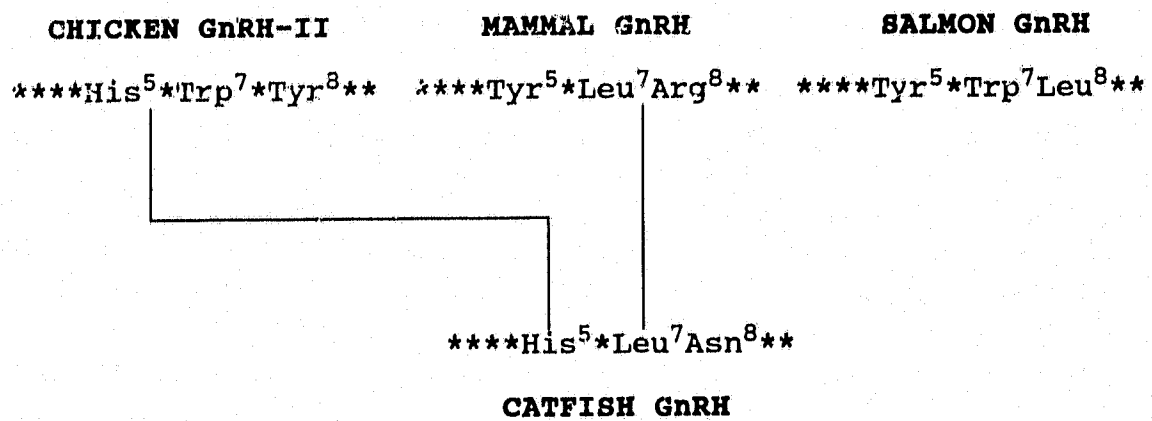 CHICKEN GnRH-II MAMMAL GnRH SALMON GnRH
****His⁵*Trp⁷*Tyr⁸** ****Tyr⁵*Leu⁷Arg⁸** ****Tyr⁵*Trp⁷Leu⁸**
****His⁵*Leu⁷Asn⁸**
CATFISH GnRH